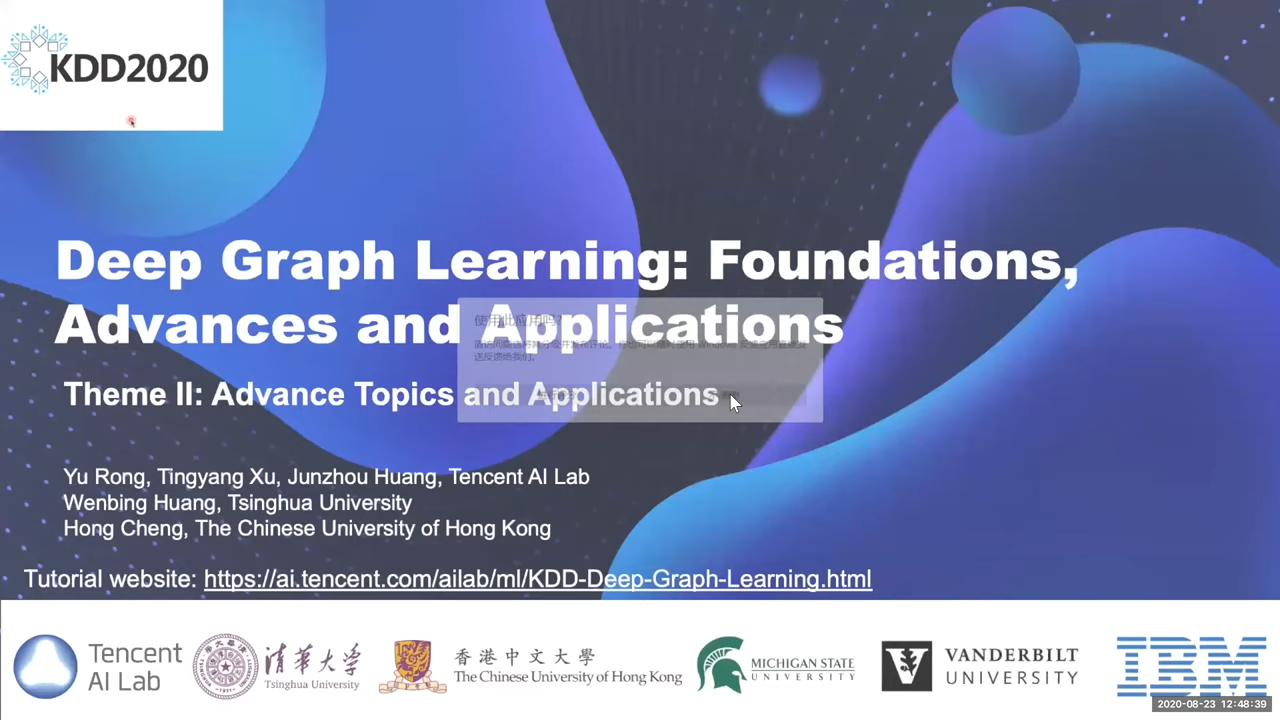 KDD2020
Deep Graph Learning: Foundations,
Advances and Applications
Theme II: Advance Topics and Applications
Yu Rong, Tingyang Xu, Junzhou Huang, Tencent AI Lab
Wenbing Huang, Tsinghua University
Hong Cheng, The Chinese University of Hong Kong
Tutorial website: https://ai.tencent.com/ailab/ml/KDD-Deep-Graph-Learning.html
Tencent
AI Lab
清華大学
Tsinghua University
香港中文大學
The Chinese University of Hong Kong
MICHIGAN STATE
UNIVERSITY
V
VANDERBILT
UNIVERSITY
IBM
2020-08-23 12:48:39